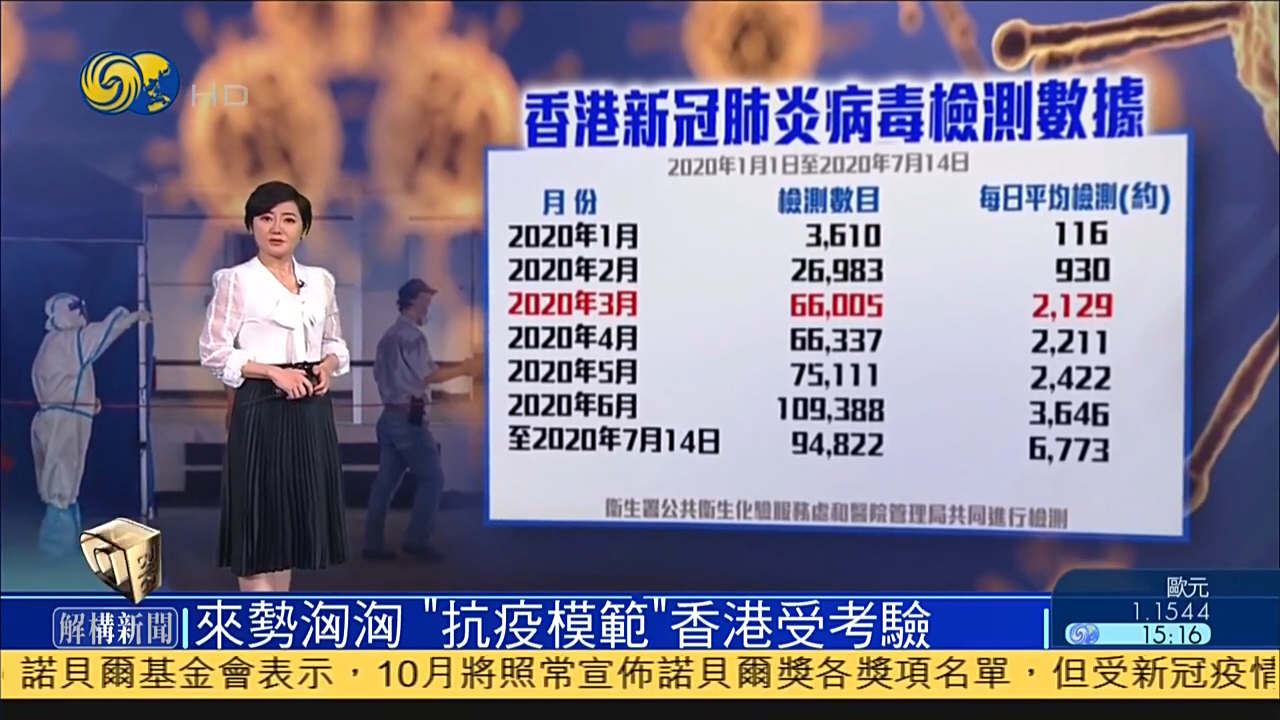 HD
香港新冠肺炎病毒檢測數據
2020年1月1日至2020年7月14日
月份 檢測數目 每日平均檢測(約)
2020年1月 3,610 116
2020年2月 26,983 930
2020年3月 66,005 2,129
2020年4月 66,337 2,211
2020年5月 75,111 2,422
2020年6月 109,388 3,646
至2020年7月14日 94,822 6,773
衞生署公共衞生化驗服務處和醫院管理局共同進行檢測
解構新聞 來勢洶洶 "抗疫模範"香港受考驗
歐元
1.1544
15:16
諾貝爾基金會表示，10月將照常宣佈諾貝爾獎各獎項名單，但受新冠疫情